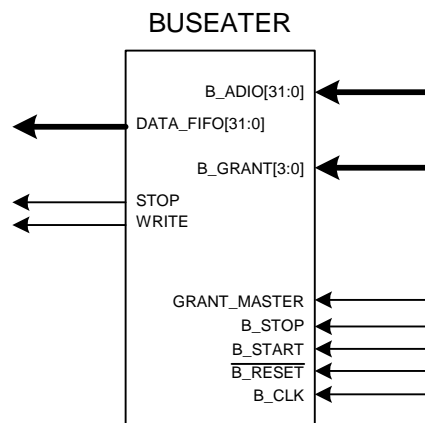 BUSEATER
B_ADIO[31:0]
DATA_FIFO[31:0]
B_GRANT[3:0]
STOP
WRITE
GRANT_MASTER
B_STOP
B_START
B_RESET
B_CLK